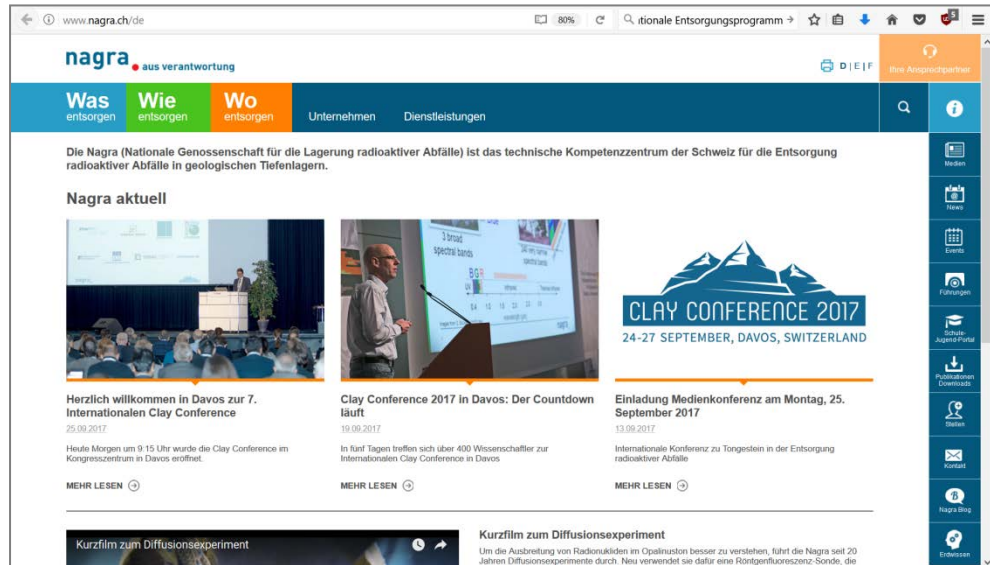 www.nagra.ch/de
80%
tionale Entsorgungsprogramm
5
nagra
aus verantwortung
D | E | F
Ihre Ansprechpartner
Was
entsorgen
Wie
entsorgen
Wo
entsorgen
Unternehmen
Dienstleistungen
Die Nagra (Nationale Genossenschaft für die Lagerung radioaktiver Abfälle) ist das technische Kompetenzzentrum der Schweiz für die Entsorgung
radioaktiver Abfälle in geologischen Tiefenlagern.
Nagra aktuell
3 broad
spectral bands
BGR
UV
nagra
CLAY CONFERENCE 2017
24-27 SEPTEMBER, DAVOS, SWITZERLAND
Herzlich willkommen in Davos zur 7.
Internationalen Clay Conference
25.09.2017
Heute Morgen um 9:15 Uhr wurde die Clay Conference im
Kongresszentrum in Davos eröffnet.
MEHR LESEN
Clay Conference 2017 in Davos: Der Countdown
läuft
19.09.2017
In fünf Tagen treffen sich über 400 Wissenschaftler zur
Internationalen Clay Conference in Davos
MEHR LESEN
Einladung Medienkonferenz am Montag, 25.
September 2017
13.09.2017
Internationale Konferenz zu Tongestein in der Entsorgung
radioaktiver Abfälle
MEHR LESEN
Kurzfilm zum Diffusionsexperiment
Kurzfilm zum Diffusionsexperiment
Um die Ausbreitung von Radionukliden im Opalinuston besser zu verstehen, führt die Nagra seit 20
Jahren Diffusionsexperimente durch. Neu verwendet sie dafür eine Röntgenfluoreszenz-Sonde, die
Medien
News
Events
Führungen
Schule-
Jugend-Portal
Publikationen
Downloads
Stellen
Kontakt
Nagra Blog
Erdwissen